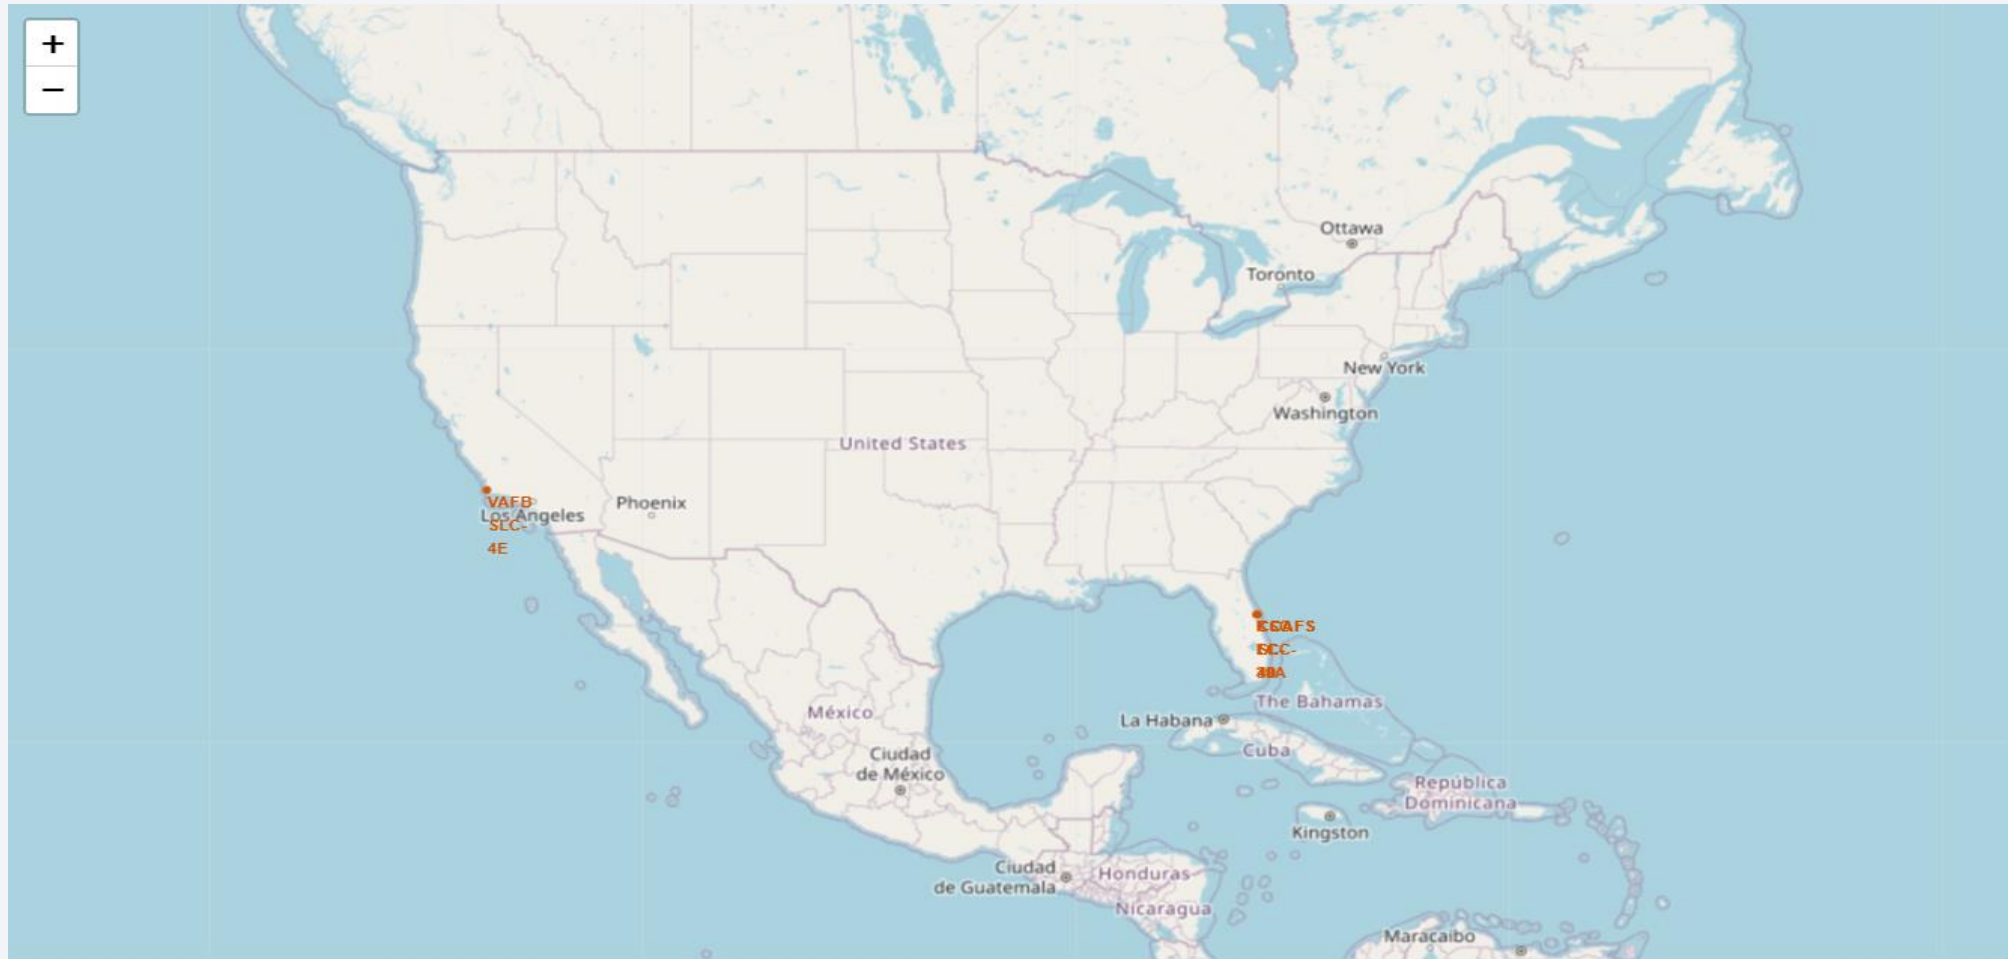 +
−
Ottawa
Toronto
New York
Washington
United States
VAFB
SLC-
4E
Los Angeles
Phoenix
The Bahamas
La Habana
México
Cuba
Ciudad
de México
República
Dominicana
Kingston
Ciudad
de Guatemala
Honduras
Nicaragua
Maracaibo